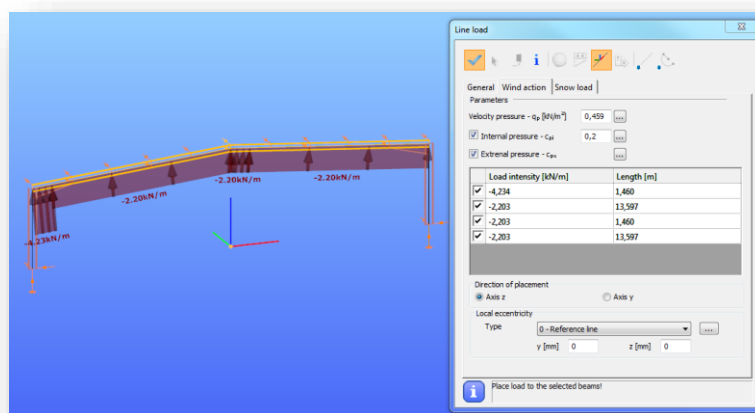 Line load
General Wind action Snow load
Parameters
Velocity pressure - qₚ [kN/m²] 0,459 ...
Internal pressure - cₚᵢ 0,2 ...
Extrenal pressure - cₚₑ ...
Load intensity [kN/m] Length [m]
-4,234 1,460
-2,203 13,597
-2,203 1,460
-2,203 13,597
Direction of placement
Axis z Axis y
Local eccentricity
Type 0 - Reference line ...
y [mm] 0 z [mm] 0
Place load to the selected beams!
-2.20kN/m
-2.20kN/m
-2.20kN/m
-4.23kN/m